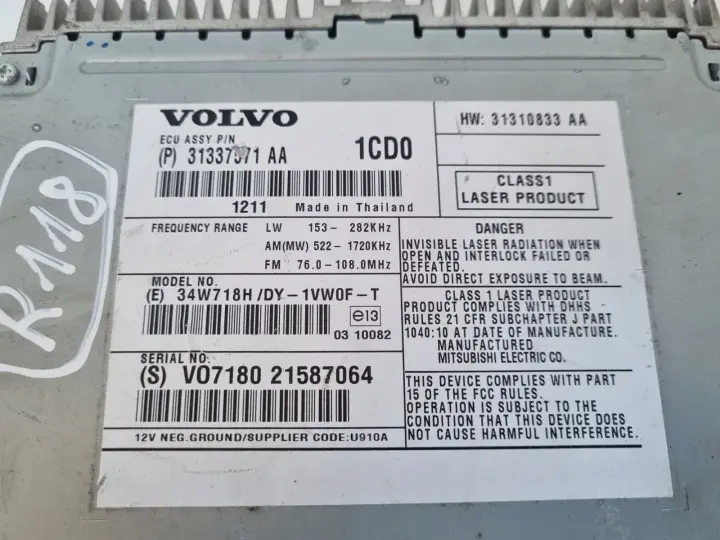 VOLVO
ECU ASSY P/N
(P) AA
1CD0
1211 Made in Thailand
HW: 31310833 AA
CLASS1
LASER PRODUCT
FREQUENCY RANGE LW 153- 282KHz
AM(MW) 522- 1720KHz
FM 76.0-108.0MHz
MODEL NO.
(E) 34W718H/DY-1VW0F-T
e13
03 10082
SERIAL NO.
(S) VO7180 21587064
12V NEG.GROUND/SUPPLIER CODE:U910A
DANGER
INVISIBLE LASER RADIATION WHEN
OPEN AND INTERLOCK FAILED OR
DEFEATED.
AVOID DIRECT EXPOSURE TO BEAM.
CLASS 1 LASER PRODUCT
PRODUCT COMPLIES WITH DHHS
RULES 21 CFR SUBCHAPTER J PART
1040:10 AT DATE OF MANUFACTURE.
MANUFACTURED
MITSUBISHI ELECTRIC CO.
THIS DEVICE COMPLIES WITH PART
15 OF THE FCC RULES.
OPERATION IS SUBJECT TO THE
CONDITION THAT THIS DEVICE DOES
NOT CAUSE HARMFUL INTERFERENCE.
R118